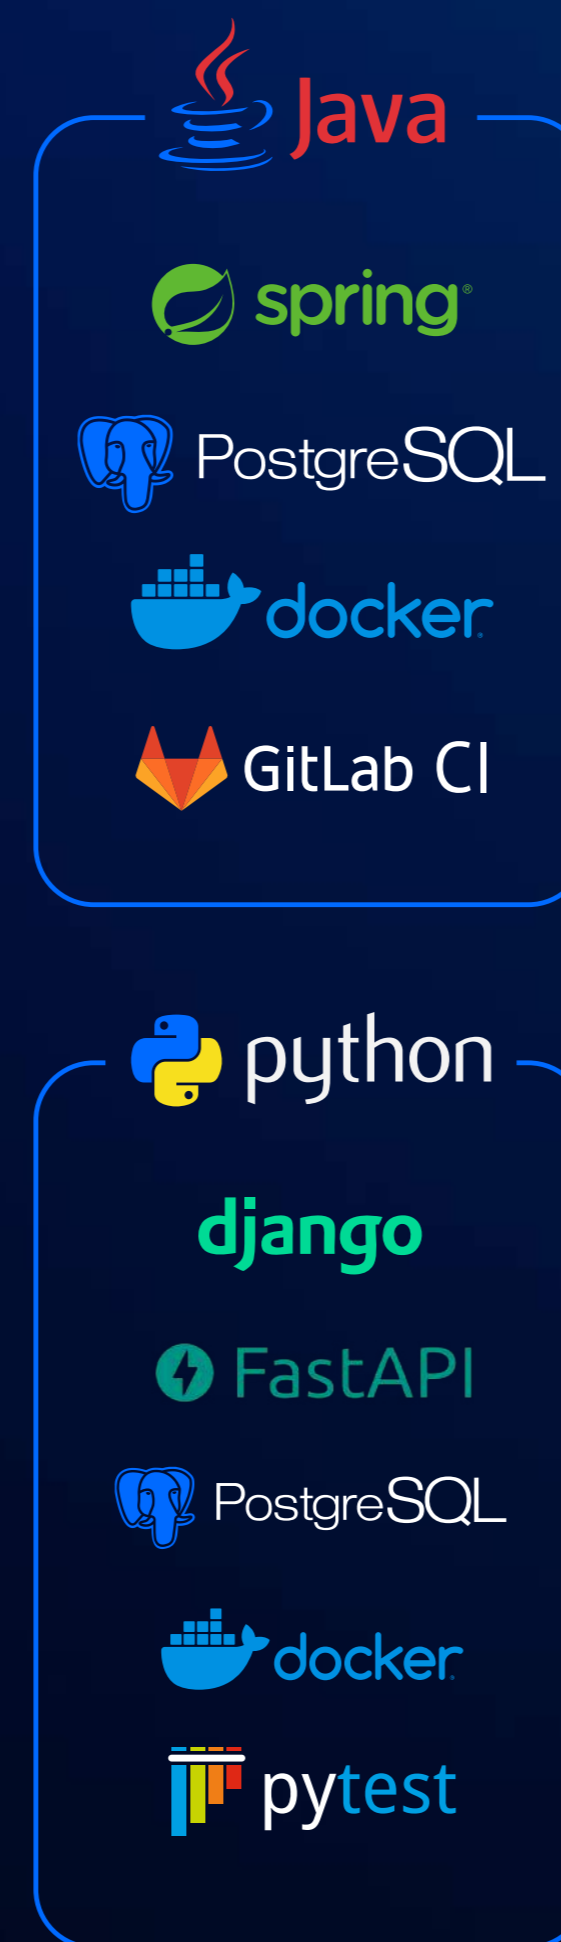 Java
spring®
PostgreSQL
docker
GitLab CI
python
django
FastAPI
PostgreSQL
docker
pytest